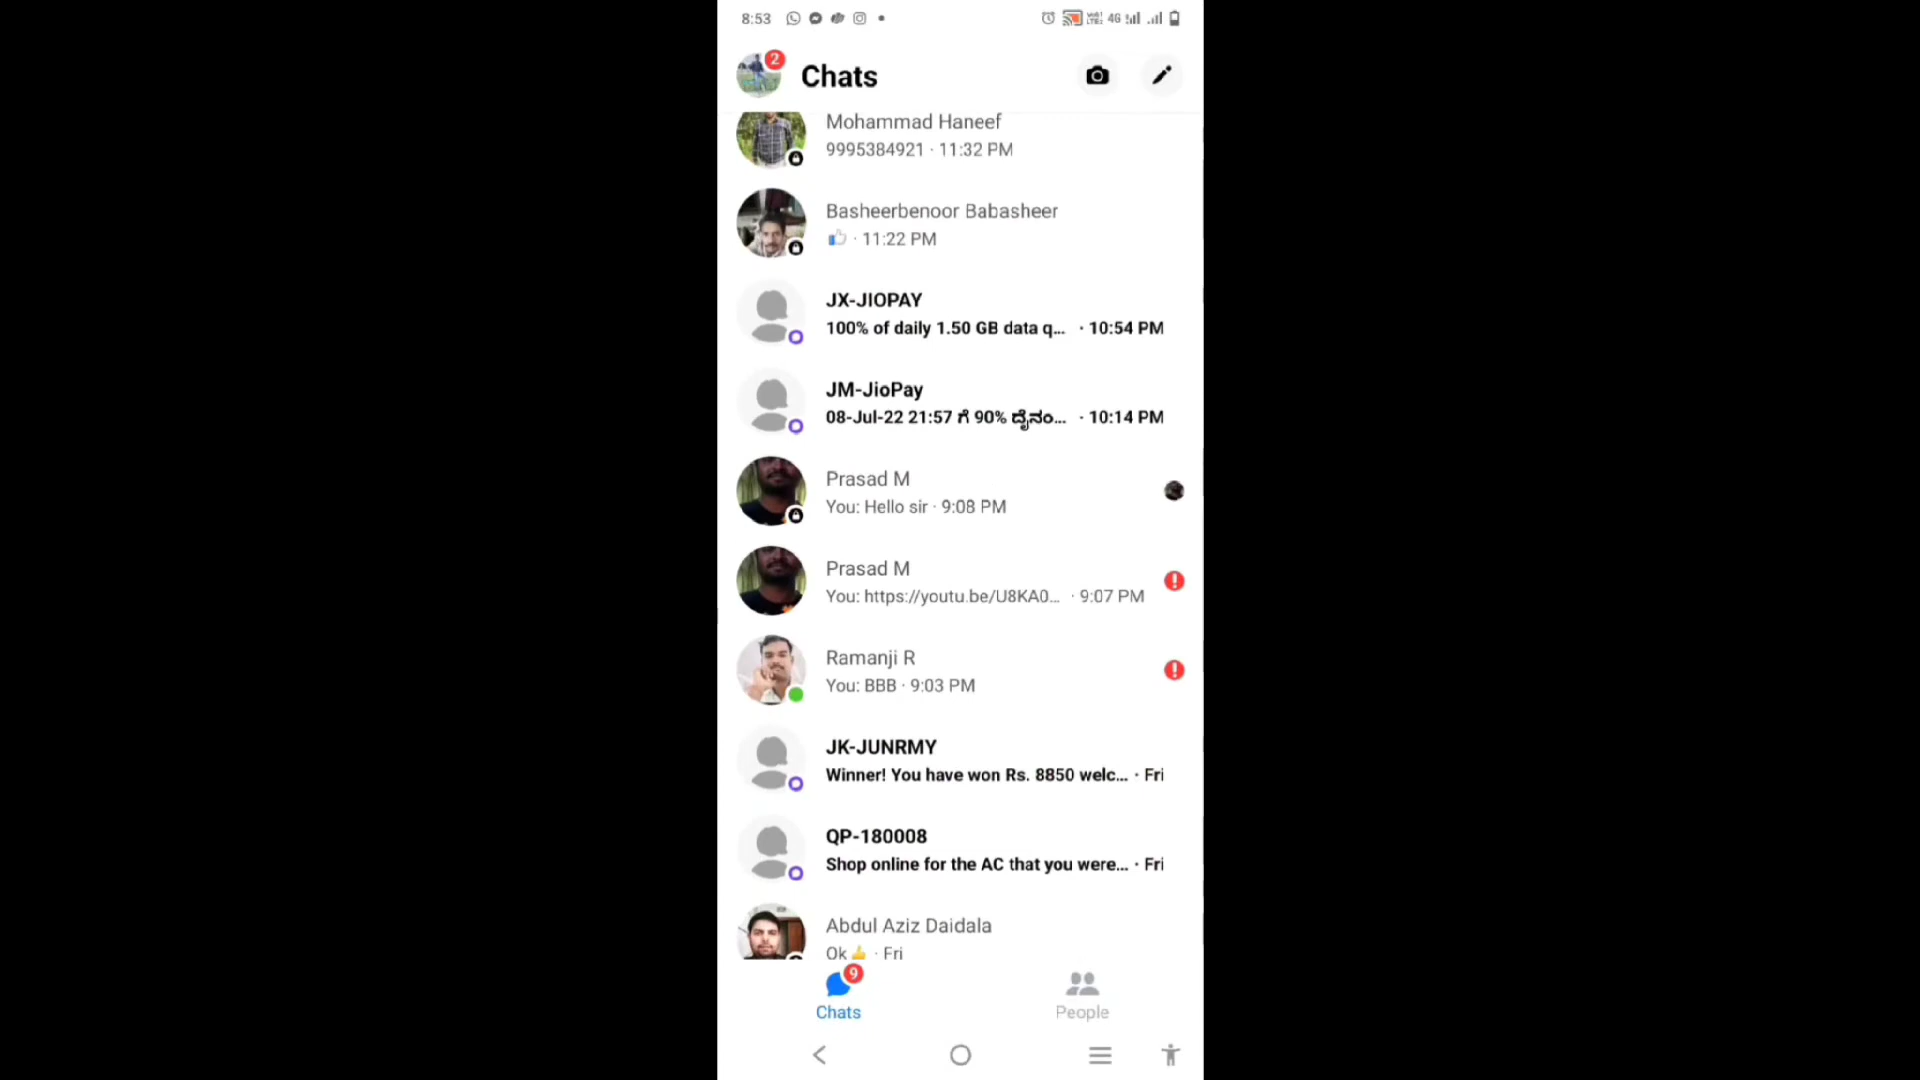 8:53
4G
2
Chats
Mohammad Haneef
9995384921 · 11:32 PM
Basheerbenoor Babasheer
👍 · 11:22 PM
JX-JIOPAY
100% of daily 1.50 GB data q... · 10:54 PM
JM-JioPay
08-Jul-22 21:57 ಗೆ 90% ದೈನಂ... · 10:14 PM
Prasad M
You: Hello sir · 9:08 PM
Prasad M
You: https://youtu.be/U8KA0... · 9:07 PM
Ramanji R
You: BBB · 9:03 PM
JK-JUNRMY
Winner! You have won Rs. 8850 welc... · Fri
QP-180008
Shop online for the AC that you were... · Fri
Abdul Aziz Daidala
Ok👍 · Fri
9
Chats
People